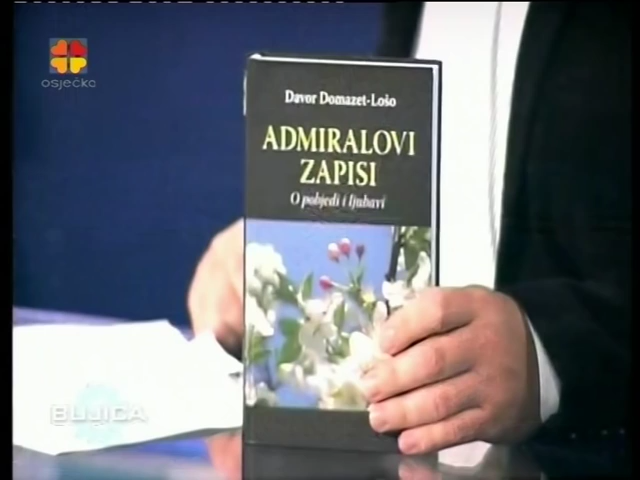 osječka
Davor Domazet-Lošo
ADMIRALOVI
ZAPISI
O pobjedi i ljubavi
BUJICA